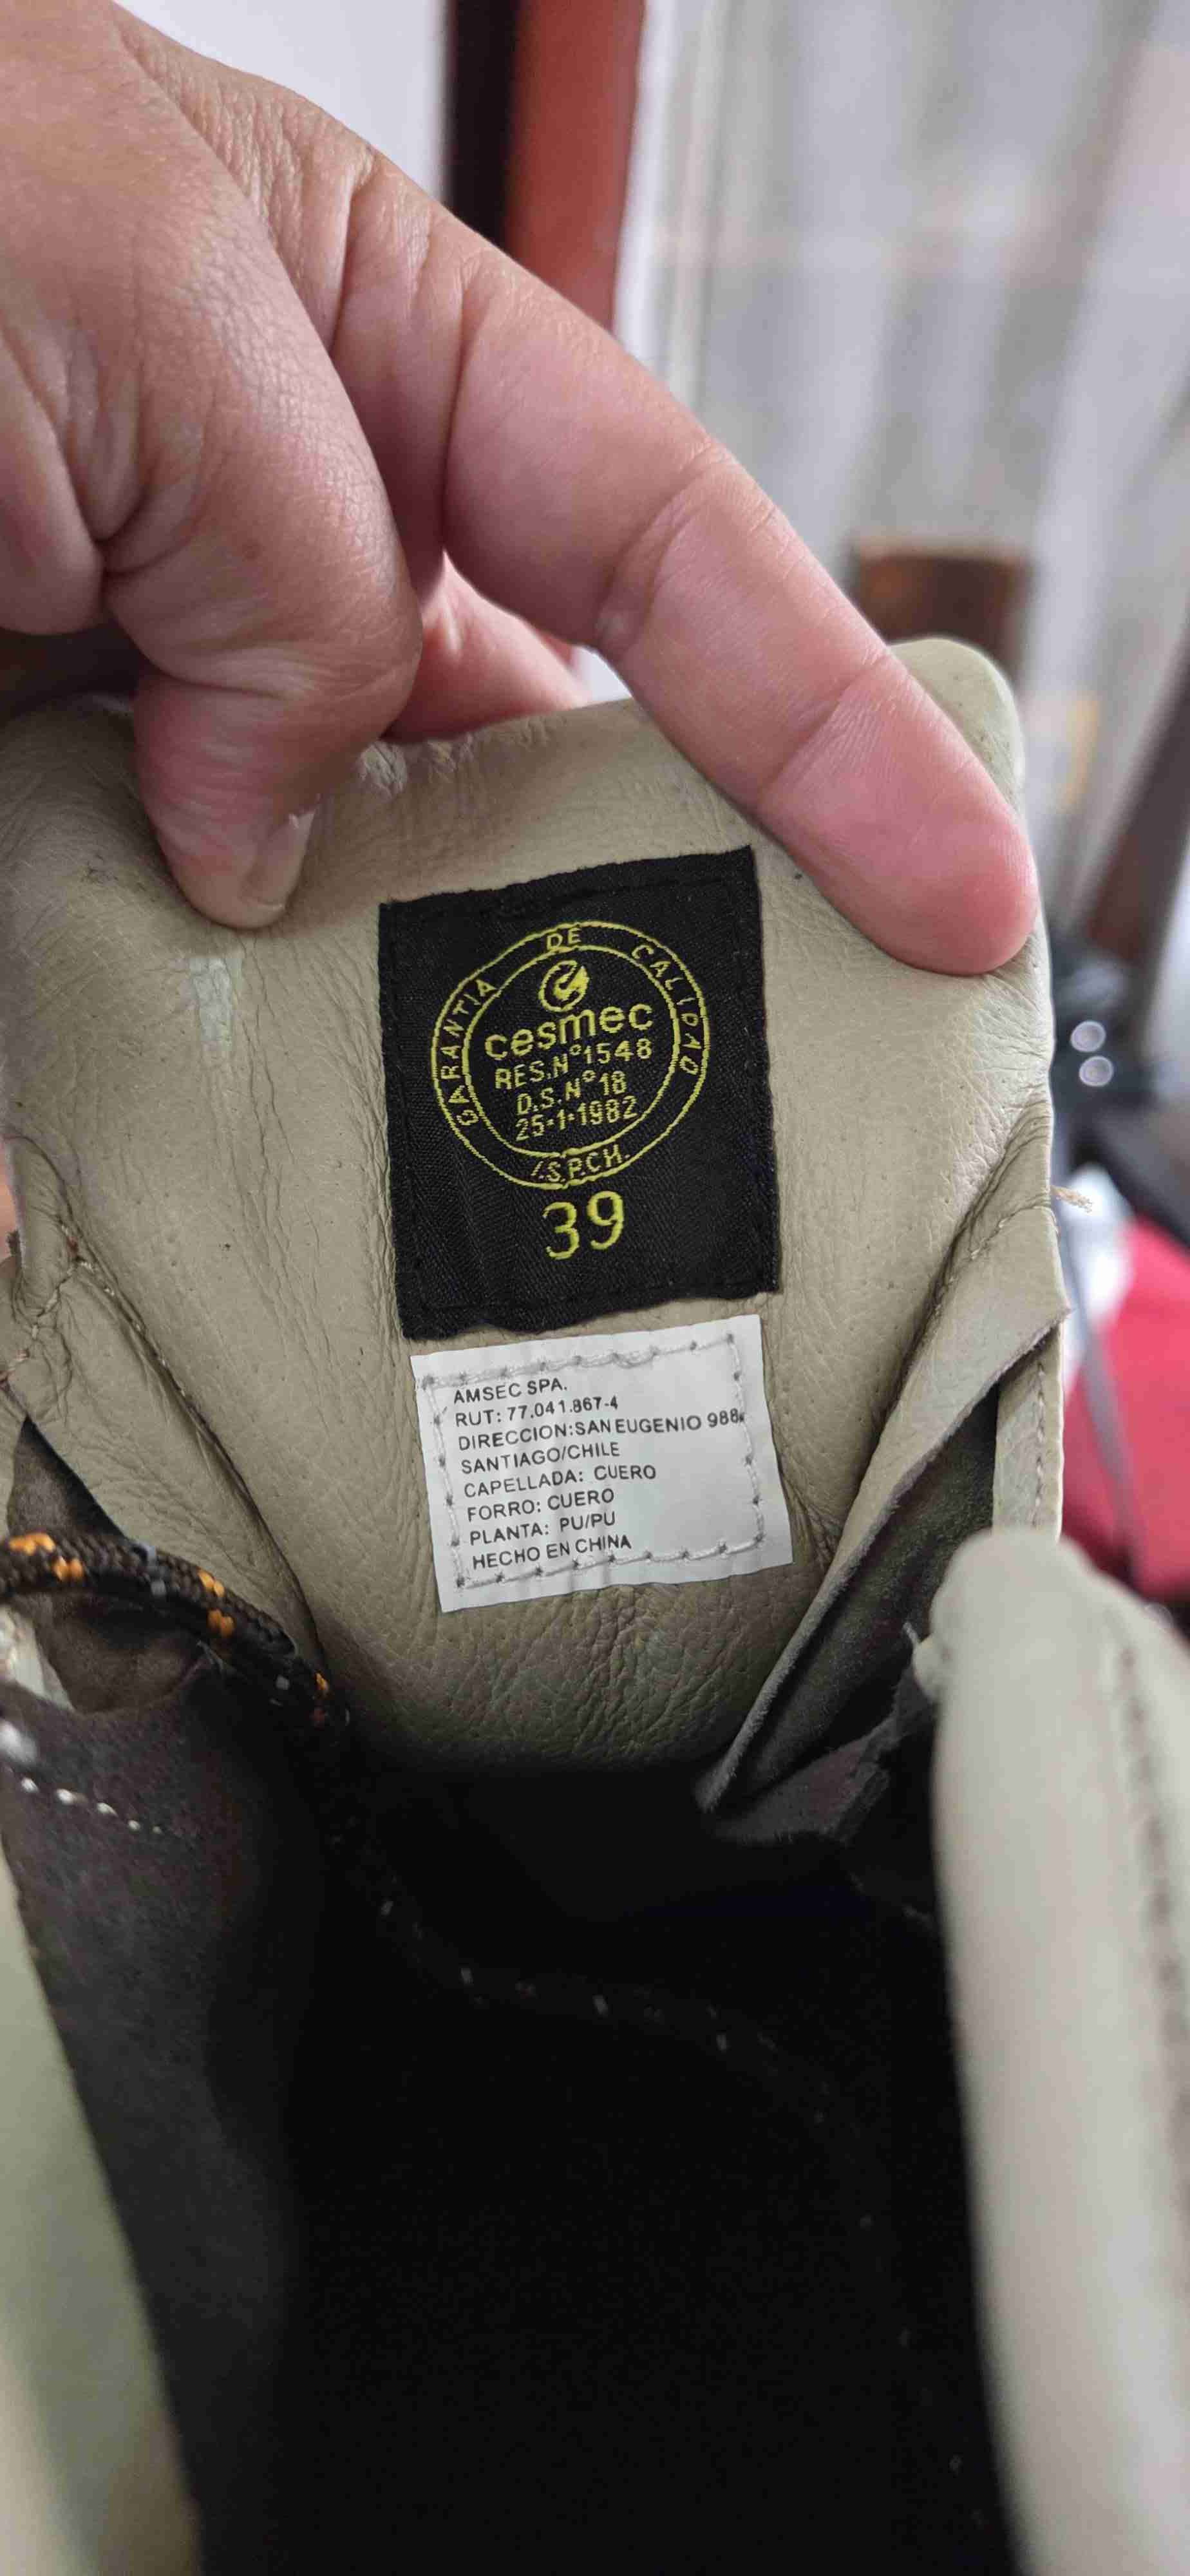 GARANTIA DE CALIDAD
cesmec
RES.N°1548
D.S.N°18
25-1-1982
I.S.P.CH.
39
AMSEC SPA.
RUT: 77.041.867-4
DIRECCION:SAN EUGENIO 988,
SANTIAGO/CHILE
CAPELLADA: CUERO
FORRO: CUERO
PLANTA: PU/PU
HECHO EN CHINA